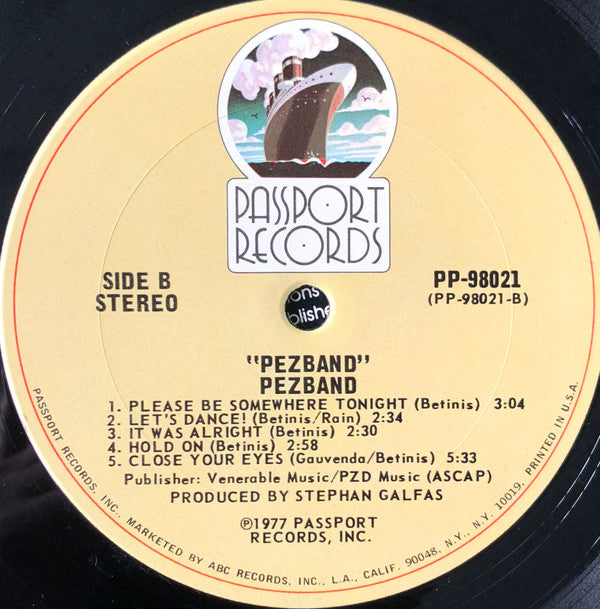 PASSPORT
RECORDS
SIDE B
STEREO
PP-98021
(PP-98021-B)
ons
blishe
"PEZBAND"
PEZBAND
1. PLEASE BE SOMEWHERE TONIGHT (Betinis) 3:04
2. LET'S DANCE! (Betinis/Rain) 2:34
3. IT WAS ALRIGHT (Betinis) 2:30
4. HOLD ON (Betinis) 2:58
5. CLOSE YOUR EYES (Gauvenda/Betinis) 5:33
Publisher: Venerable Music/PZD Music (ASCAP)
PRODUCED BY STEPHAN GALFAS
℗1977 PASSPORT
RECORDS, INC.
PASSPORT RECORDS, INC., MARKETED BY ABC RECORDS, INC., L.A., CALIF. 90048, N.Y., N.Y. 10019. PRINTED IN U.S.A.